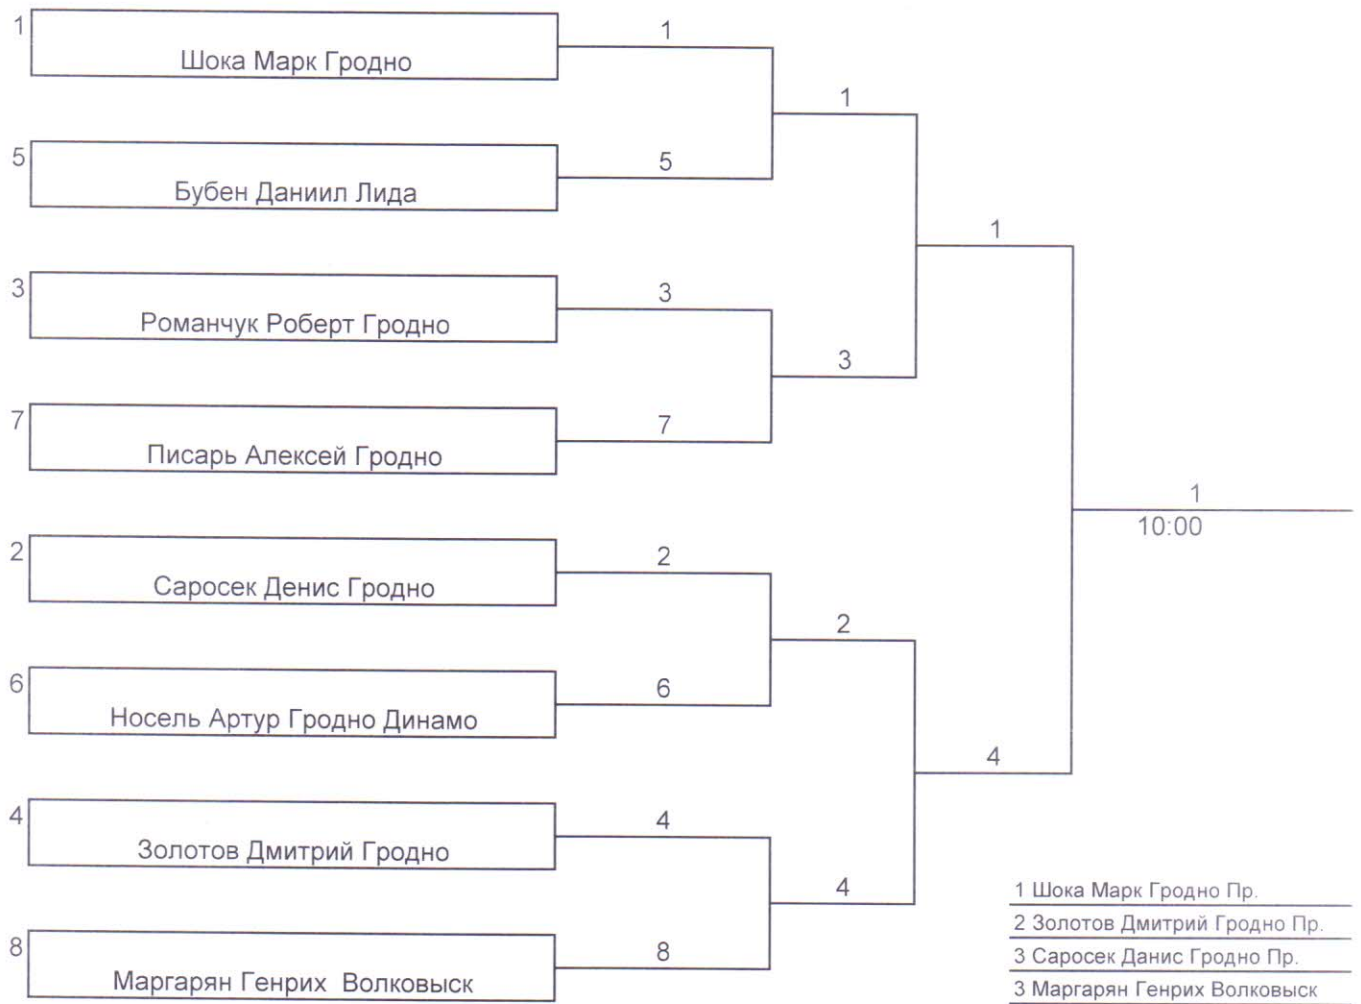 1
Шока Марк Гродно
1
1
5
Бубен Даниил Лида
5
1
3
Романчук Роберт Гродно
3
3
7
Писарь Алексей Гродно
7
1
10:00
2
Саросек Денис Гродно
2
2
6
Носель Артур Гродно Динамо
6
4
4
Золотов Дмитрий Гродно
4
4
8
Маргарян Генрих Волковыск
8
1 Шока Марк Гродно Пр.
2 Золотов Дмитрий Гродно Пр.
3 Саросек Данис Гродно Пр.
3 Маргарян Генрих Волковыск